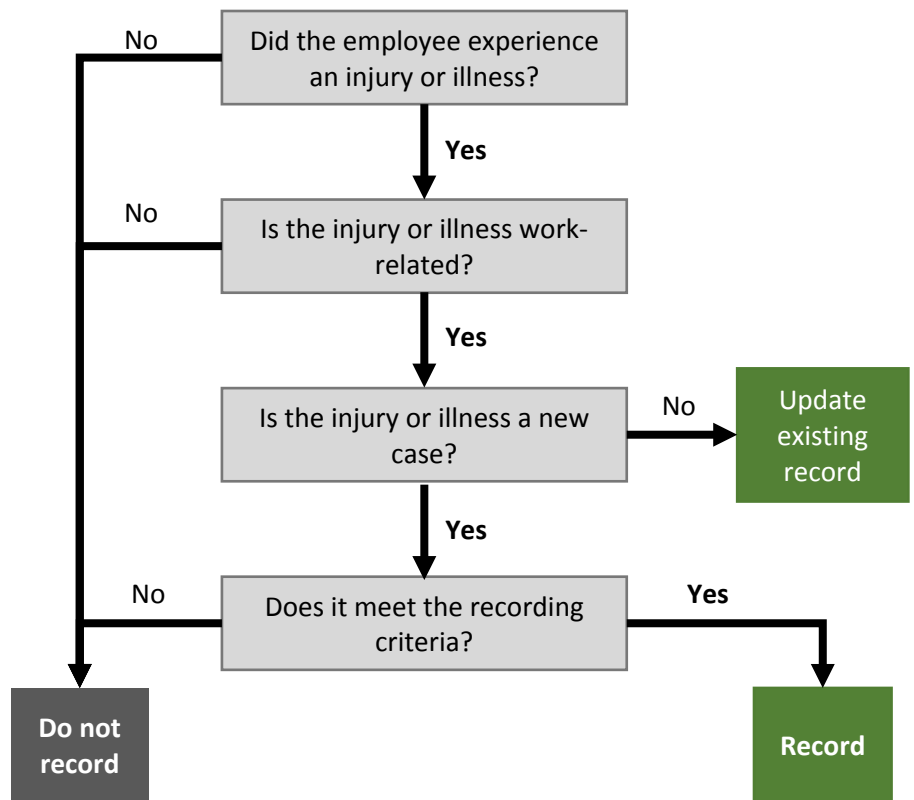 No
Did the employee experience
an injury or illness?
Yes
No
Is the injury or illness work-
related?
Yes
Is the injury or illness a new
case?
No
Update
existing
record
Yes
No
Does it meet the recording
criteria?
Yes
Do not
record
Record